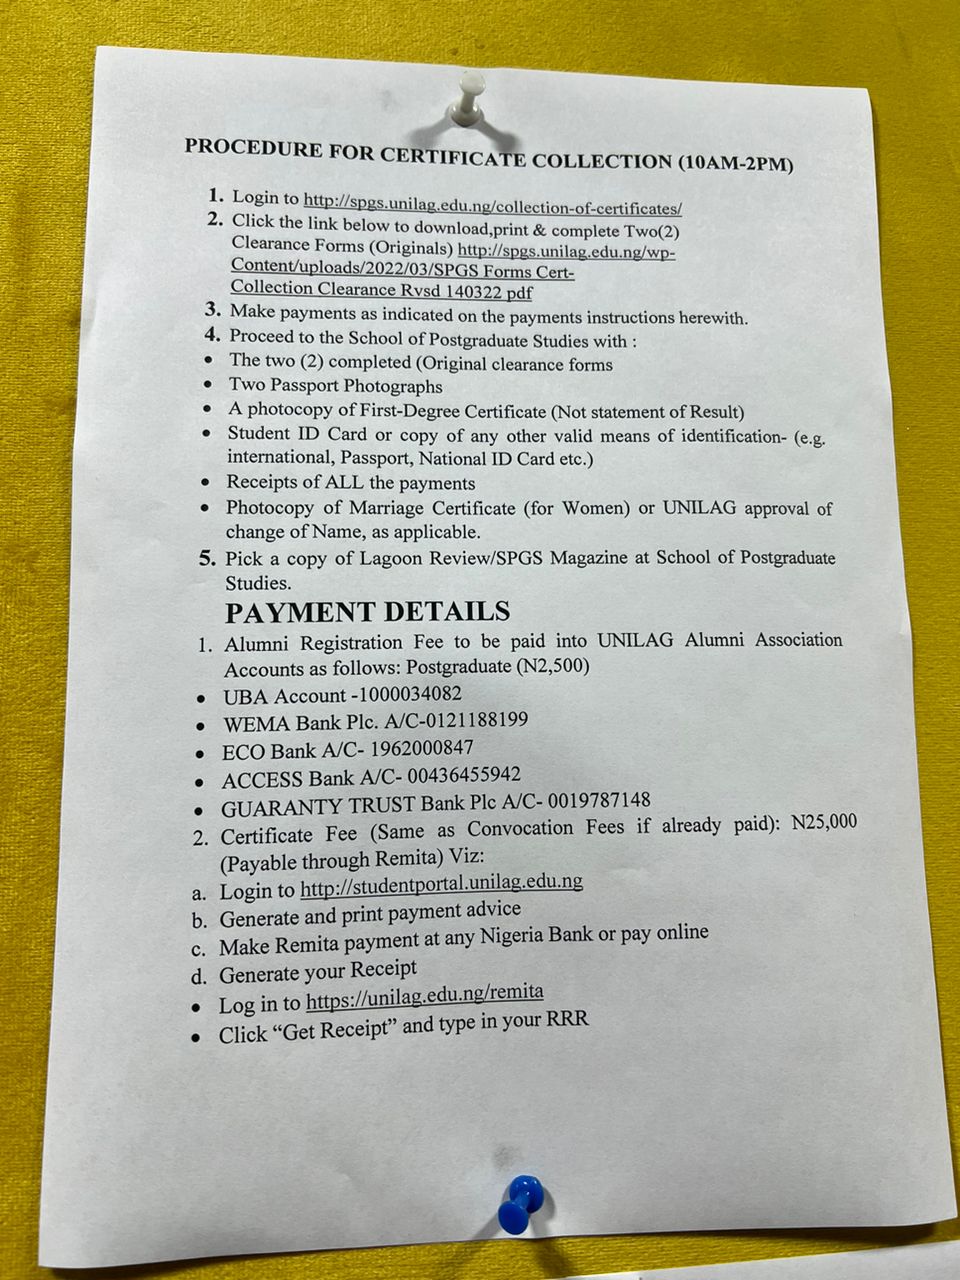 PROCEDURE FOR CERTIFICATE COLLECTION (10AM-2PM)
1. Login to http://spgs.unilag.edu.ng/collection-of-certificates/
2. Click the link below to download,print & complete Two(2)
Clearance Forms (Originals) http://spgs.unilag.edu.ng/wp-
Content/uploads/2022/03/SPGS Forms Cert-
Collection Clearance Rvsd 140322 pdf
3. Make payments as indicated on the payments instructions herewith.
4. Proceed to the School of Postgraduate Studies with :
• The two (2) completed (Original clearance forms
• Two Passport Photographs
• A photocopy of First-Degree Certificate (Not statement of Result)
• Student ID Card or copy of any other valid means of identification- (e.g.
international, Passport, National ID Card etc.)
• Receipts of ALL the payments
• Photocopy of Marriage Certificate (for Women) or UNILAG approval of
change of Name, as applicable.
5. Pick a copy of Lagoon Review/SPGS Magazine at School of Postgraduate
Studies.
PAYMENT DETAILS
1. Alumni Registration Fee to be paid into UNILAG Alumni Association
Accounts as follows: Postgraduate (N2,500)
• UBA Account -1000034082
• WEMA Bank Plc. A/C-0121188199
• ECO Bank A/C- 1962000847
• ACCESS Bank A/C- 00436455942
• GUARANTY TRUST Bank Plc A/C- 0019787148
2. Certificate Fee (Same as Convocation Fees if already paid): N25,000
(Payable through Remita) Viz:
a. Login to http://studentportal.unilag.edu.ng
b. Generate and print payment advice
c. Make Remita payment at any Nigeria Bank or pay online
d. Generate your Receipt
• Log in to https://unilag.edu.ng/remita
• Click “Get Receipt” and type in your RRR